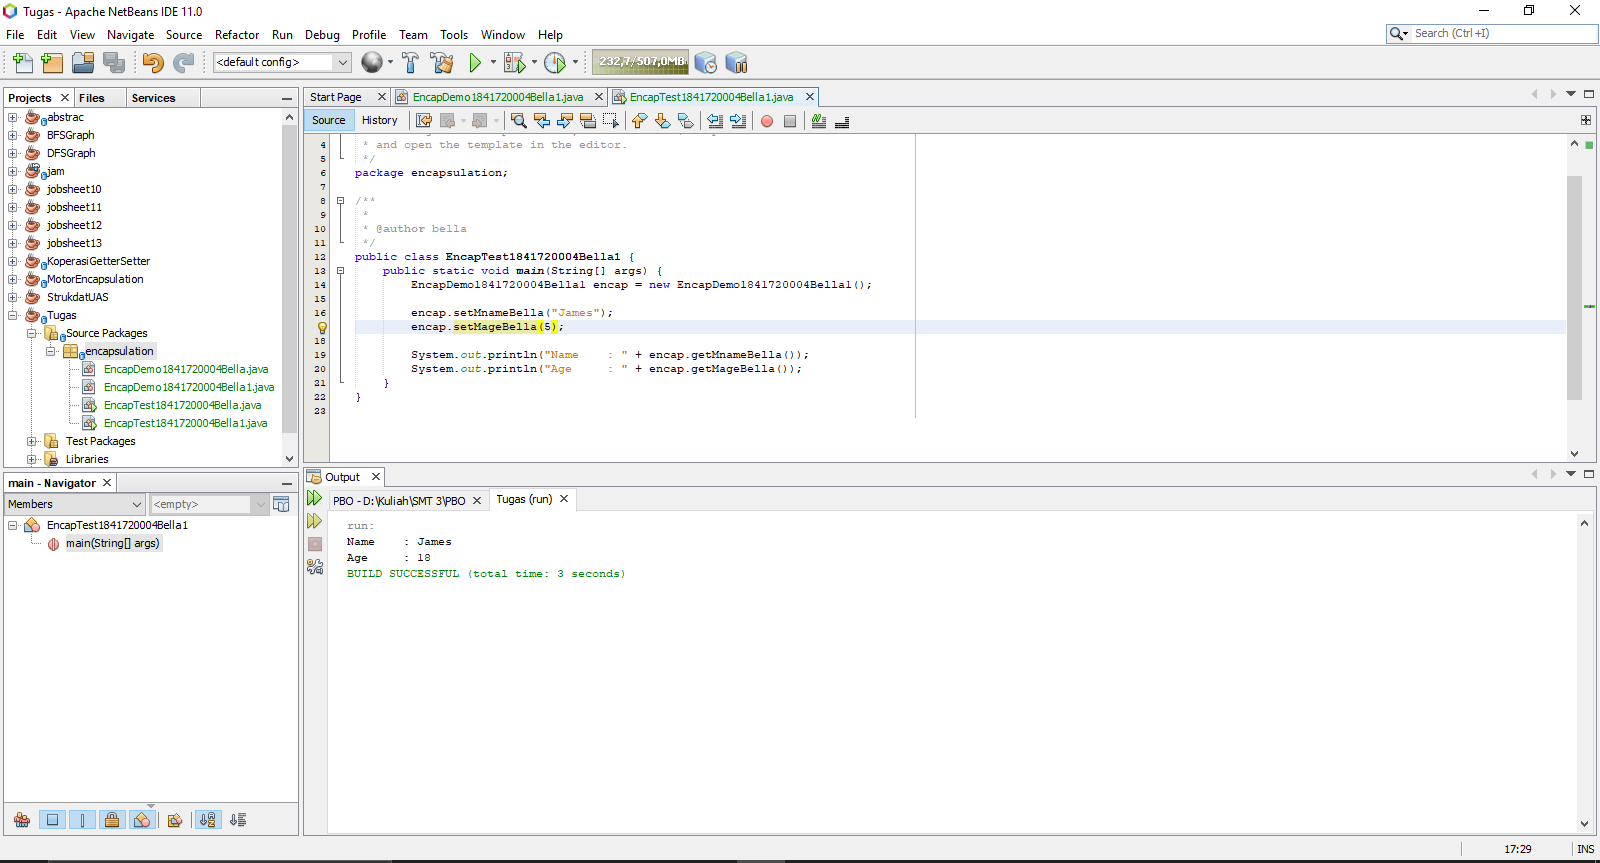 Tugas - Apache NetBeans IDE 11.0
File Edit View Navigate Source Refactor Run Debug Profile Team Tools Window Help
Search (Ctrl+I)
<default config>
232,7/507,0MB
Projects Files Services
abstrac
BFSGraph
DFSGraph
jam
jobsheet10
jobsheet11
jobsheet12
jobsheet13
KoperasiGetterSetter
MotorEncapsulation
StrukdatUAS
Tugas
Source Packages
encapsulation
EncapDemo1841720004Bella.java
EncapDemo1841720004Bella1.java
EncapTest1841720004Bella.java
EncapTest1841720004Bella1.java
Test Packages
Libraries
main - Navigator
Members <empty>
EncapTest1841720004Bella1
main(String[] args)
Start Page EncapDemo1841720004Bella1.java EncapTest1841720004Bella1.java
Source History
4 * and open the template in the editor.
5 */
6 package encapsulation;
7
8 /**
9 *
10 * @author bella
11 */
12 public class EncapTest1841720004Bella1 {
13 public static void main(String[] args) {
14 EncapDemo1841720004Bella1 encap = new EncapDemo1841720004Bella1();
15
16 encap.setMnameBella("James");
encap.setMageBella(5);
18
19 System.out.println("Name    : " + encap.getMnameBella());
20 System.out.println("Age     : " + encap.getMageBella());
21 }
22 }
23
Output
PBO - D:\Kuliah\SMT 3\PBO Tugas (run)
run:
Name    : James
Age     : 18
BUILD SUCCESSFUL (total time: 3 seconds)
17:29 INS